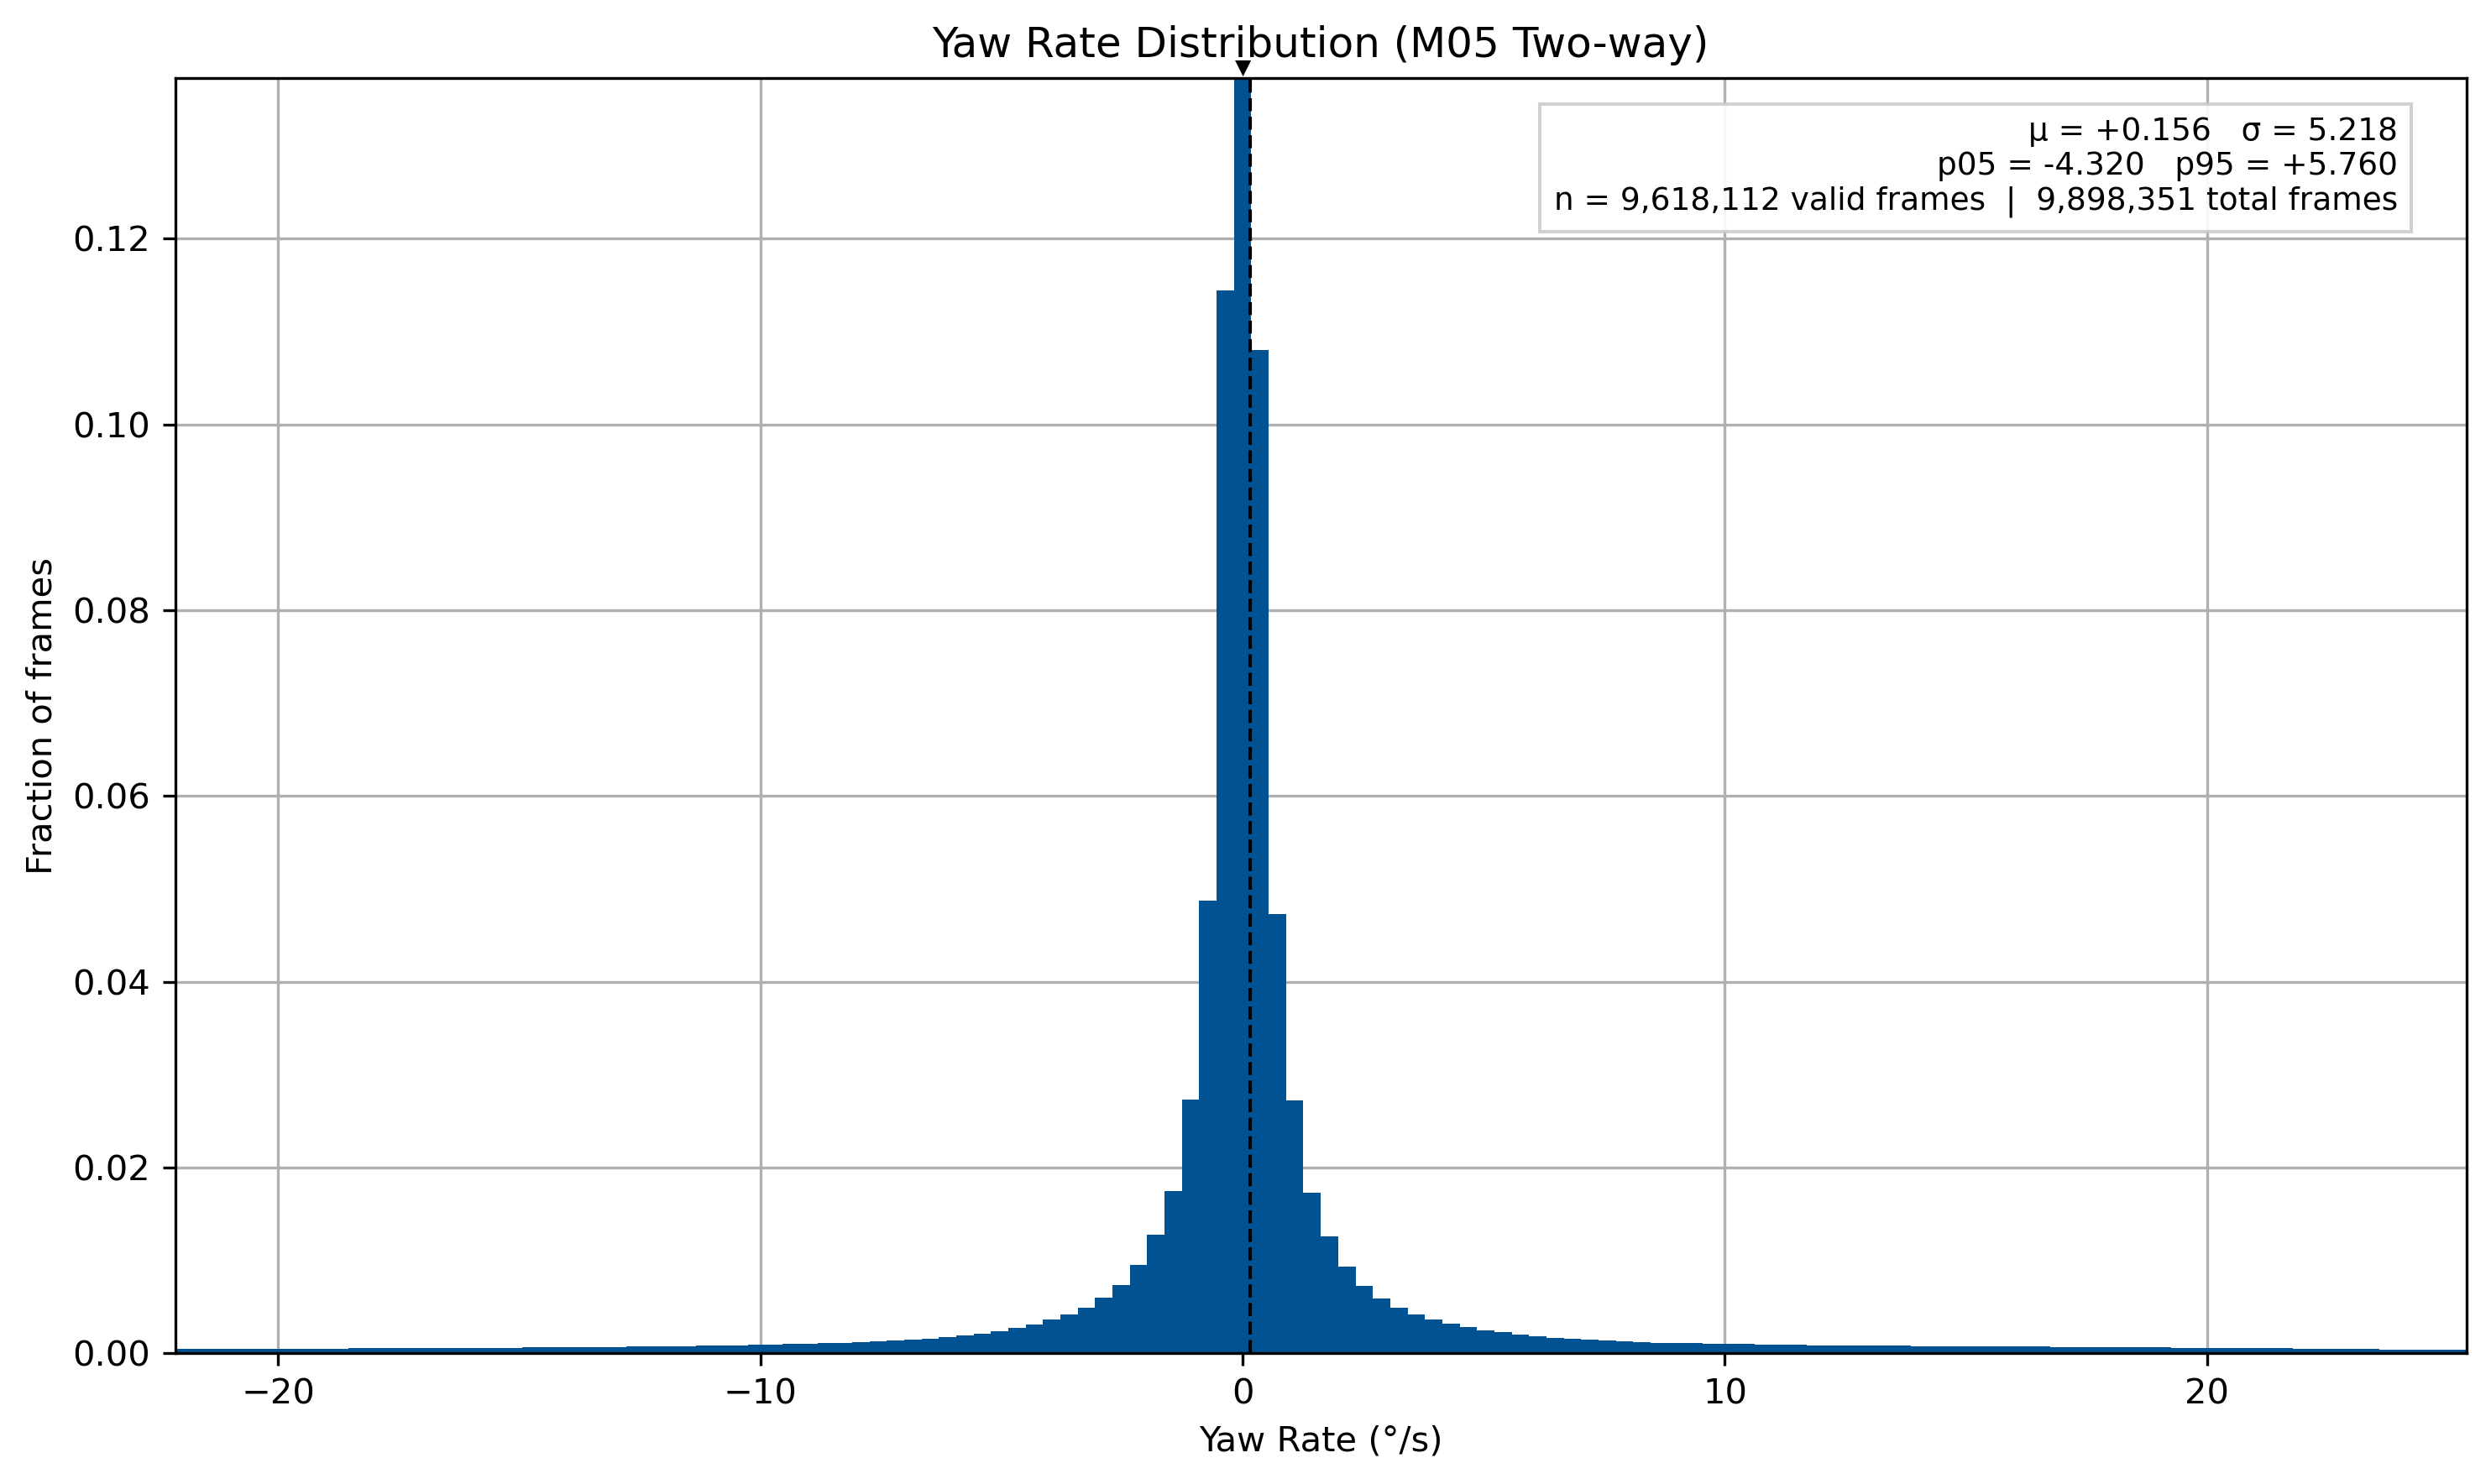 Yaw Rate Distribution (M05 Two-way)
μ = +0.156   σ = 5.218
p05 = -4.320   p95 = +5.760
n = 9,618,112 valid frames  |  9,898,351 total frames
Fraction of frames
0.12
0.10
0.08
0.06
0.04
0.02
0.00
−20
−10
0
10
20
Yaw Rate (°/s)